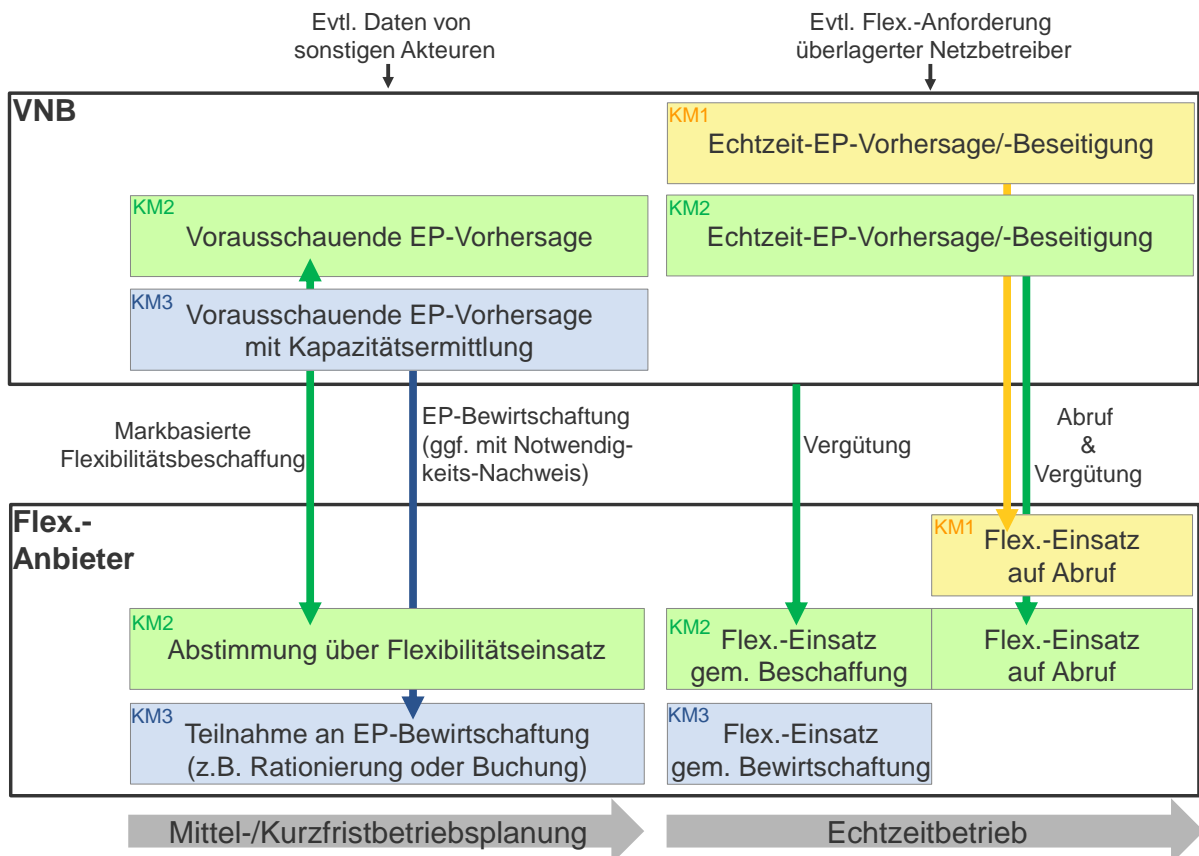 Evtl. Daten von
sonstigen Akteuren
Evtl. Flex.-Anforderung
überlagerter Netzbetreiber
VNB
KM1
Echtzeit-EP-Vorhersage/-Beseitigung
KM2
Vorausschauende EP-Vorhersage
KM2
Echtzeit-EP-Vorhersage/-Beseitigung
KM3
Vorausschauende EP-Vorhersage
mit Kapazitätsermittlung
Markbasierte
Flexibilitätsbeschaffung
EP-Bewirtschaftung
(ggf. mit Notwendig-
keits-Nachweis)
Vergütung
Abruf
&
Vergütung
Flex.-
Anbieter
KM1
Flex.-Einsatz
auf Abruf
KM2
Abstimmung über Flexibilitätseinsatz
KM2
Flex.-Einsatz
gem. Beschaffung
Flex.-Einsatz
auf Abruf
KM3
Teilnahme an EP-Bewirtschaftung
(z.B. Rationierung oder Buchung)
KM3
Flex.-Einsatz
gem. Bewirtschaftung
Mittel-/Kurzfristbetriebsplanung
Echtzeitbetrieb